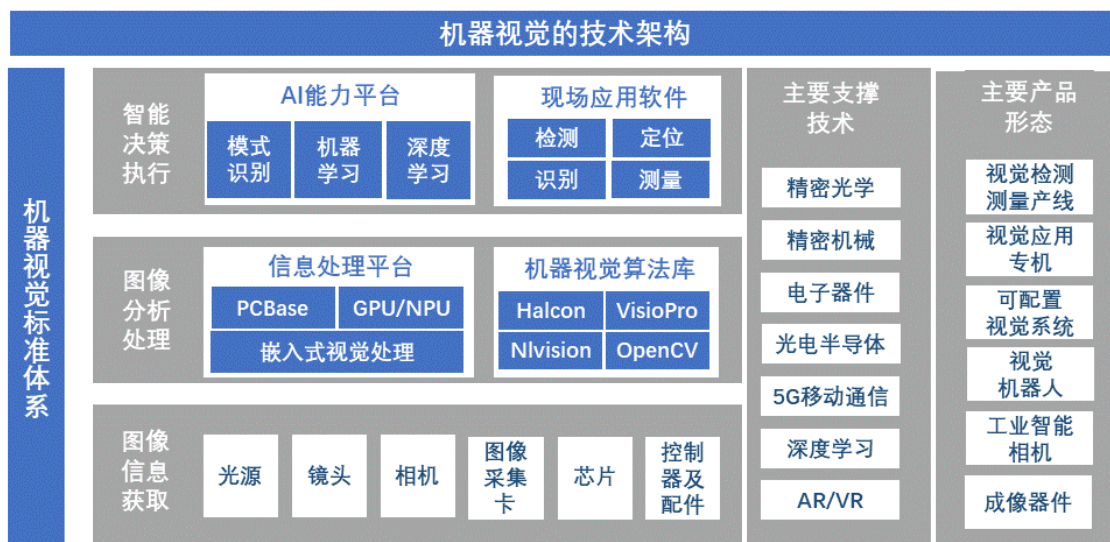 机器视觉的技术架构
机器视觉标准体系
智能
决策
执行
AI能力平台
模式
识别
机器
学习
深度
学习
现场应用软件
检测
定位
识别
测量
图像
分析
处理
信息处理平台
PCBase
GPU/NPU
嵌入式视觉处理
机器视觉算法库
Halcon
VisioPro
NIvision
OpenCV
图像
信息
获取
光源
镜头
相机
图像
采集
卡
芯片
控制
器及
配件
主要支撑
技术
精密光学
精密机械
电子器件
光电半导体
5G移动通信
深度学习
AR/VR
主要产品
形态
视觉检测
测量产线
视觉应用
专机
可配置
视觉系统
视觉
机器人
工业智能
相机
成像器件